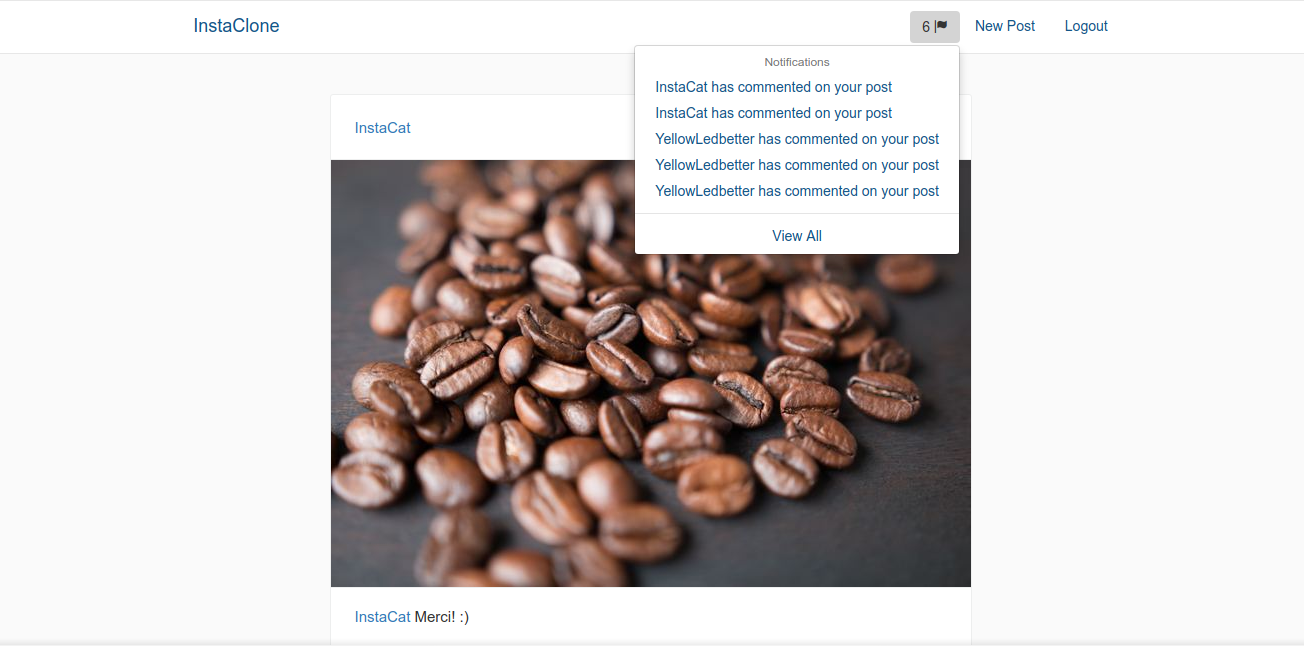 InstaClone
6 | New Post Logout
Notifications
InstaCat has commented on your post
InstaCat has commented on your post
YellowLedbetter has commented on your post
YellowLedbetter has commented on your post
YellowLedbetter has commented on your post
View All
InstaCat
InstaCat Merci! :)